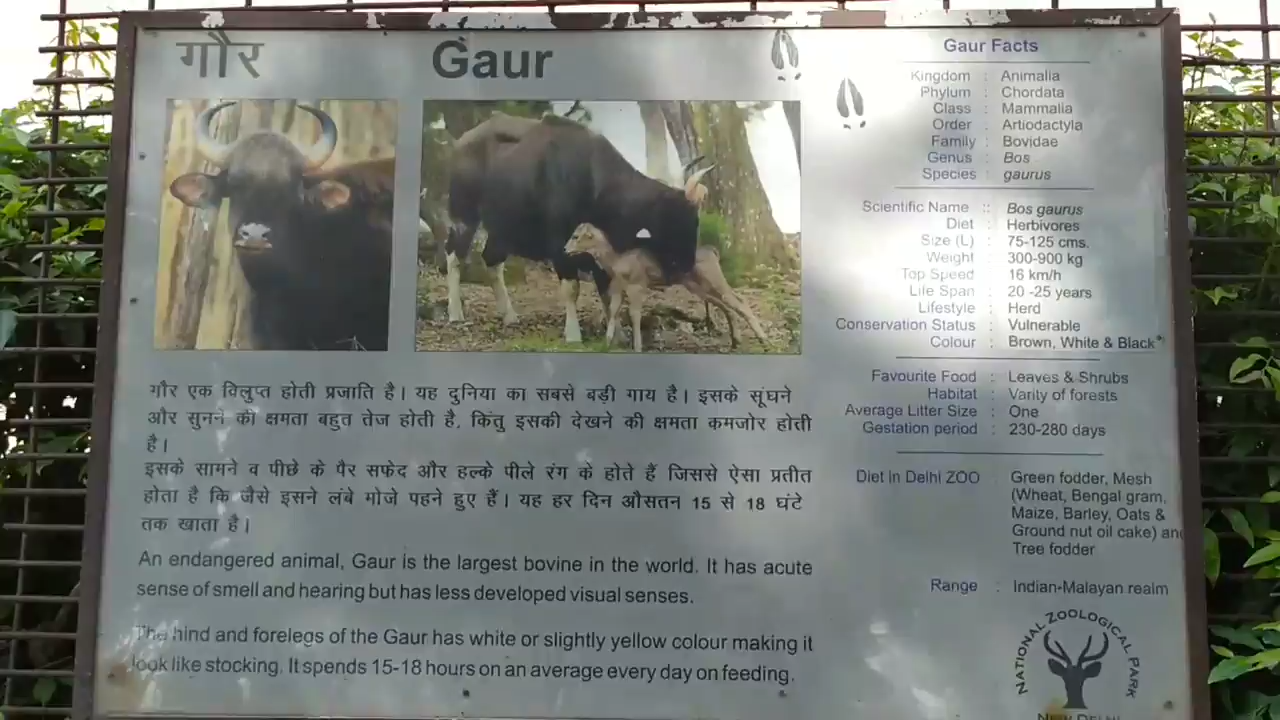 गौर
Gaur
गौर एक विलुप्त होती प्रजाति है। यह दुनिया का सबसे बड़ी गाय है। इसके सूंघने
और सुनने की क्षमता बहुत तेज होती है, किंतु इसकी देखने की क्षमता कमजोर होती
है।
इसके सामने व पीछे के पैर सफेद और हल्के पीले रंग के होते हैं जिससे ऐसा प्रतीत
होता है कि जैसे इसने लंबे मोजे पहने हुए हैं। यह हर दिन औसतन 15 से 18 घंटे
तक खाता है।
An endangered animal, Gaur is the largest bovine in the world. It has acute
sense of smell and hearing but has less developed visual senses.
The hind and forelegs of the Gaur has white or slightly yellow colour making it
look like stocking. It spends 15-18 hours on an average every day on feeding.
Gaur Facts
Kingdom : Animalia
Phylum : Chordata
Class : Mammalia
Order : Artiodactyla
Family : Bovidae
Genus : Bos
Species : gaurus
Scientific Name :: Bos gaurus
Diet : Herbivores
Size (L) : 75-125 cms.
Weight : 300-900 kg
Top Speed : 16 km/h
Life Span : 20 -25 years
Lifestyle : Herd
Conservation Status : Vulnerable
Colour : Brown, White & Black"
Favourite Food : Leaves & Shrubs
Habitat : Varity of forests
Average Litter Size : One
Gestation period : 230-280 days
Diet in Delhi ZOO : Green fodder, Mesh
(Wheat, Bengal gram,
Maize, Barley, Oats &
Ground nut oil cake) and
Tree fodder
Range : Indian-Malayan realm
NATIONAL ZOOLOGICAL PARK
NEW DELHI